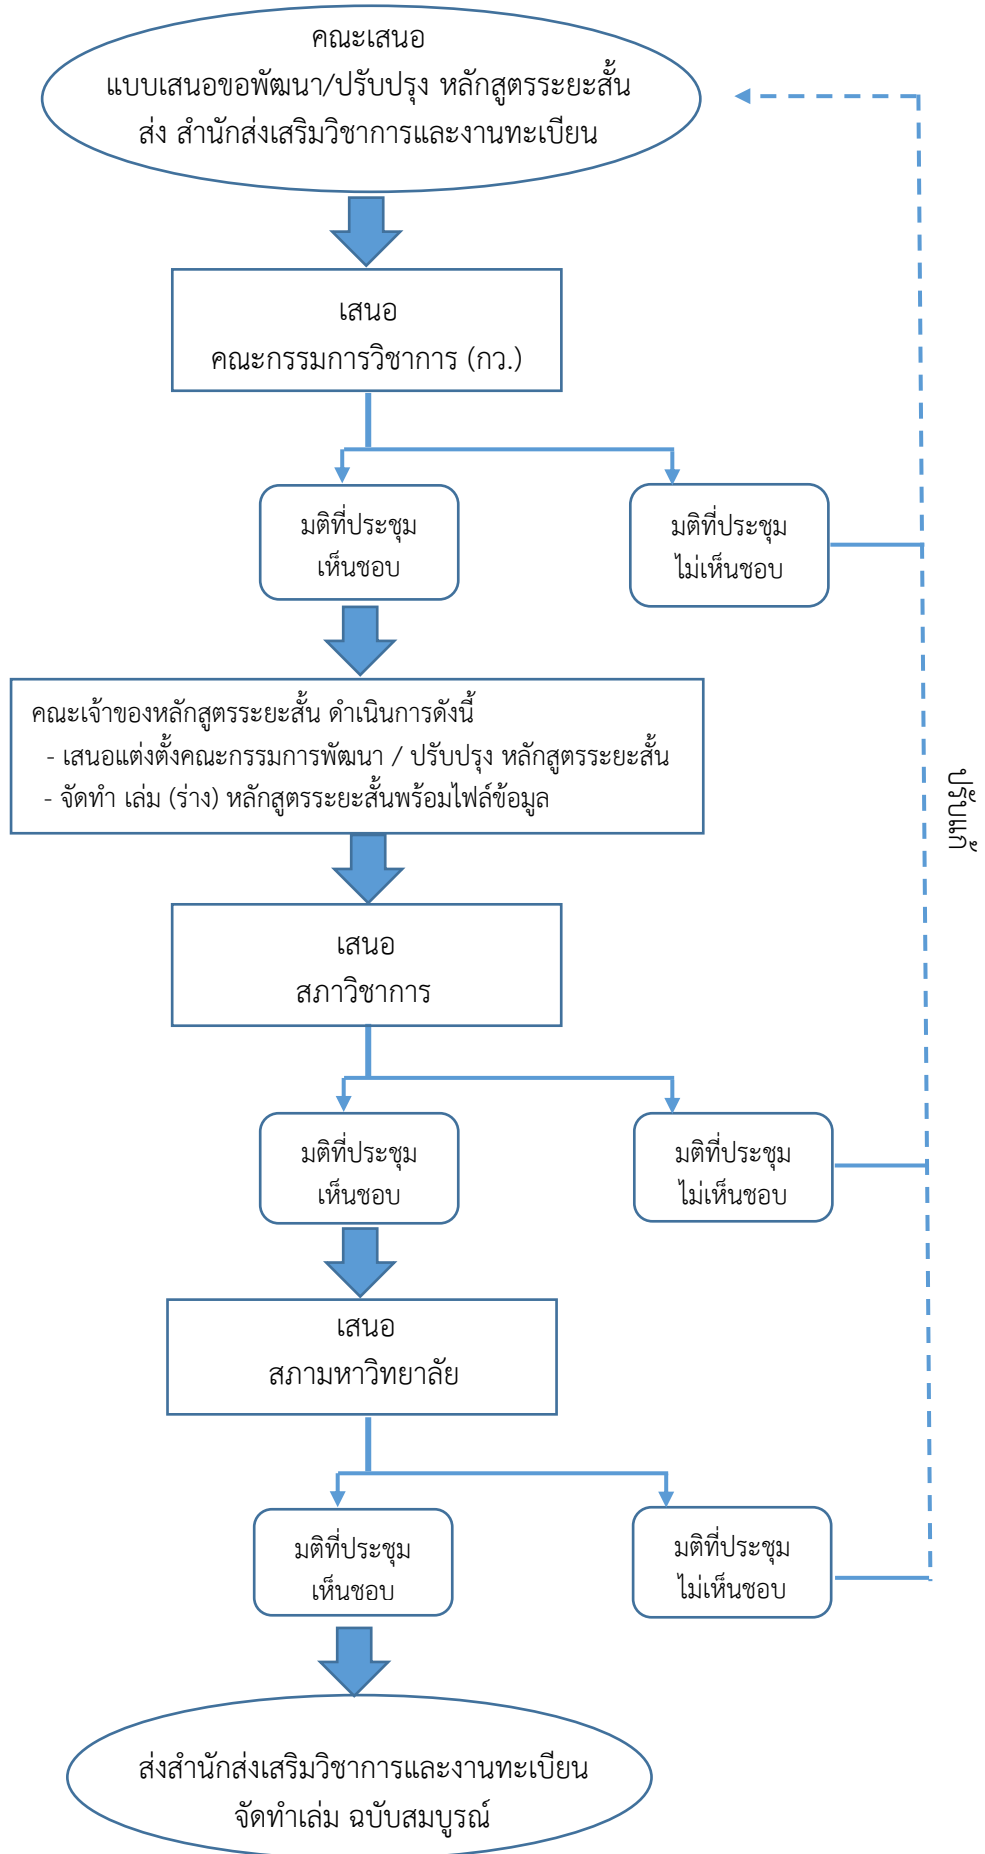 คณะเสนอ
แบบเสนอขอพัฒนา/ปรับปรุง หลักสูตรระยะสั้น
ส่ง สำนักส่งเสริมวิชาการและงานทะเบียน
เสนอ
คณะกรรมการวิชาการ (กว.)
มติที่ประชุม
เห็นชอบ
มติที่ประชุม
ไม่เห็นชอบ
คณะเจ้าของหลักสูตรระยะสั้น ดำเนินการดังนี้
- เสนอแต่งตั้งคณะกรรมการพัฒนา / ปรับปรุง หลักสูตรระยะสั้น
- จัดทำ เล่ม (ร่าง) หลักสูตรระยะสั้นพร้อมไฟล์ข้อมูล
ปรับแก้
เสนอ
สภาวิชาการ
มติที่ประชุม
เห็นชอบ
มติที่ประชุม
ไม่เห็นชอบ
เสนอ
สภามหาวิทยาลัย
มติที่ประชุม
เห็นชอบ
มติที่ประชุม
ไม่เห็นชอบ
ส่งสำนักส่งเสริมวิชาการและงานทะเบียน
จัดทำเล่ม ฉบับสมบูรณ์